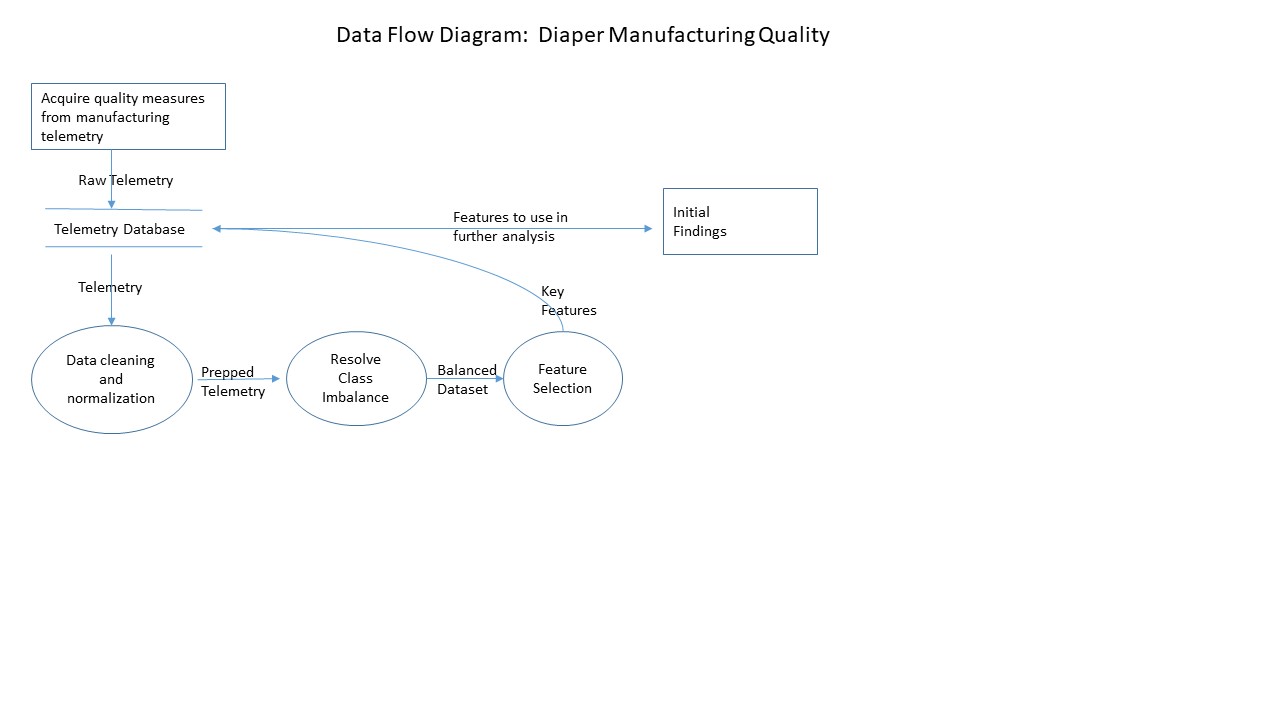 Data Flow Diagram:  Diaper Manufacturing Quality
Acquire quality measures
from manufacturing
telemetry
Raw Telemetry
Telemetry Database
Features to use in
further analysis
Initial
Findings
Telemetry
Key
Features
Data cleaning
and
normalization
Prepped
Telemetry
Resolve
Class
Imbalance
Balanced
Dataset
Feature
Selection